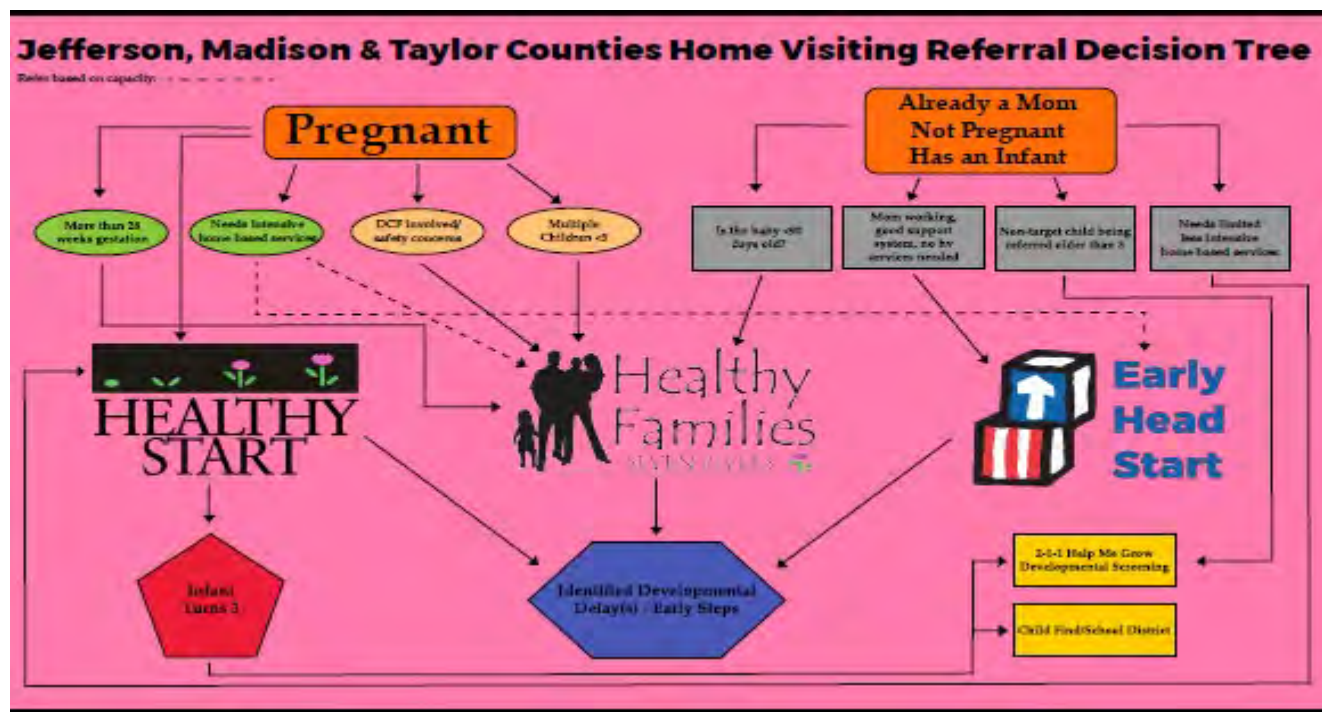 Jefferson, Madison & Taylor Counties Home Visiting Referral Decision Tree
Refer based on capacity:
Pregnant
Already a Mom
Not Pregnant
Has an Infant
More than 28
weeks gestation
Needs Intensive
home based services
DCF Involved/
safety concerns
Multiple
Children <5
Is the baby <90
days old?
Mom working,
good support
system, no hv
services needed
Non-target child being
referred older than 3
Needs limited
less intensive
home based services
HEALTHY
START
Healthy
Families
Early
Head
Start
Infant
Turns 3
Identified Developmental
Delay(s) - Early Steps
2-1-1 Help Me Grow
Developmental Screening
Child Find/School District